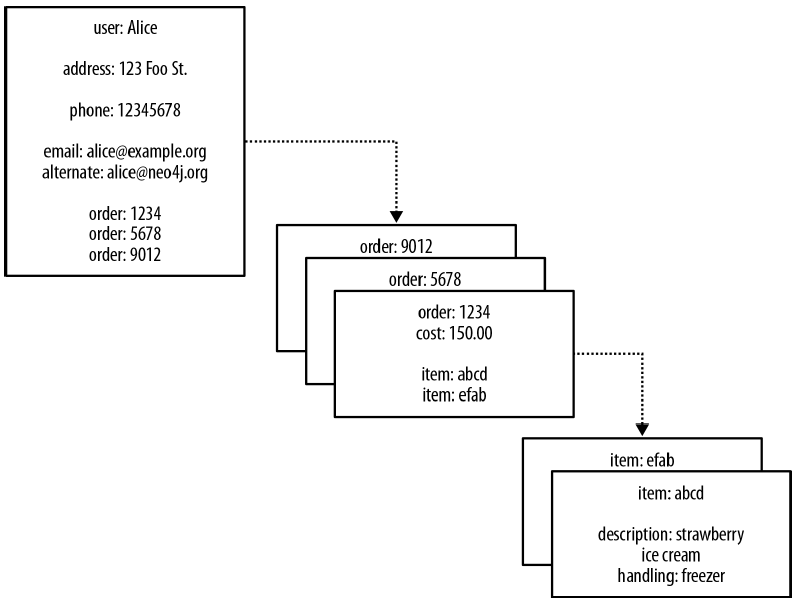 user: Alice
address: 123 Foo St.
phone: 12345678
email: alice@example.org
alternate: alice@neo4j.org
order: 1234
order: 5678
order: 9012
order: 9012
order: 5678
order: 1234
cost: 150.00
item: abcd
item: efab
item: efab
item: abcd
description: strawberry
ice cream
handling: freezer